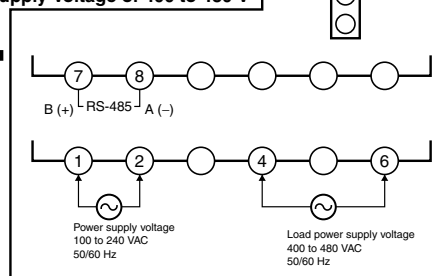 upply voltage of 400 to 480 V
7 8
B (+) RS-485 A (−)
1 2 4 6
Power supply voltage
100 to 240 VAC
50/60 Hz
Load power supply voltage
400 to 480 VAC
50/60 Hz